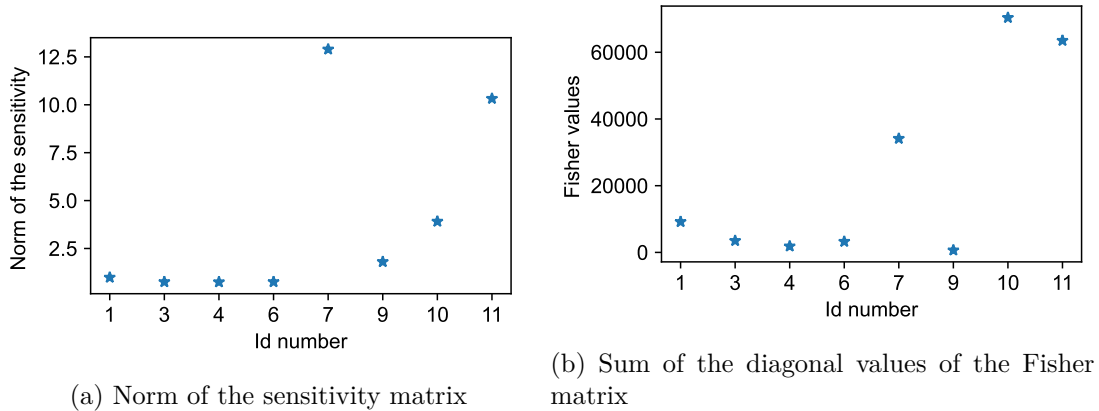 12.5
10.0
7.5
5.0
2.5
Norm of the sensitivity
1 3 4 6 7 9 10 11
Id number
(a) Norm of the sensitivity matrix
60000
40000
20000
0
Fisher values
1 3 4 6 7 9 10 11
Id number
(b) Sum of the diagonal values of the Fisher
matrix